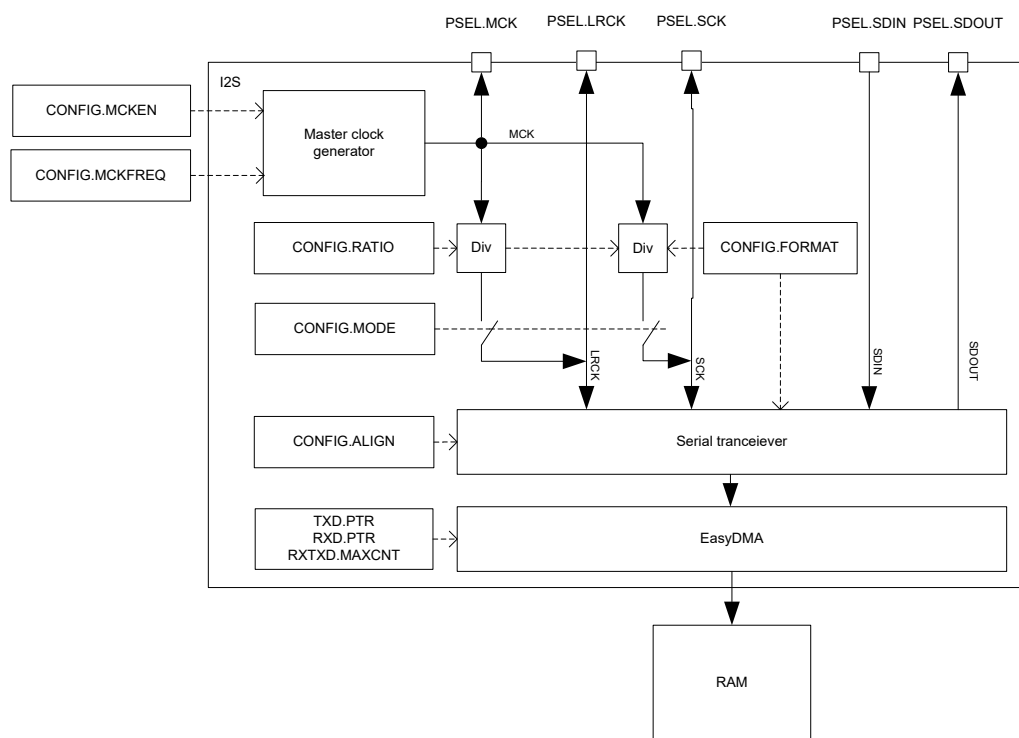 PSEL.MCK
PSEL.LRCK
PSEL.SCK
PSEL.SDIN
PSEL.SDOUT
I2S
CONFIG.MCKEN
Master clock
generator
MCK
CONFIG.MCKFREQ
CONFIG.RATIO
Div
Div
CONFIG.FORMAT
CONFIG.MODE
LRCK
SCK
SDIN
SDOUT
CONFIG.ALIGN
Serial tranceiever
TXD.PTR
RXD.PTR
RXTXD.MAXCNT
EasyDMA
RAM